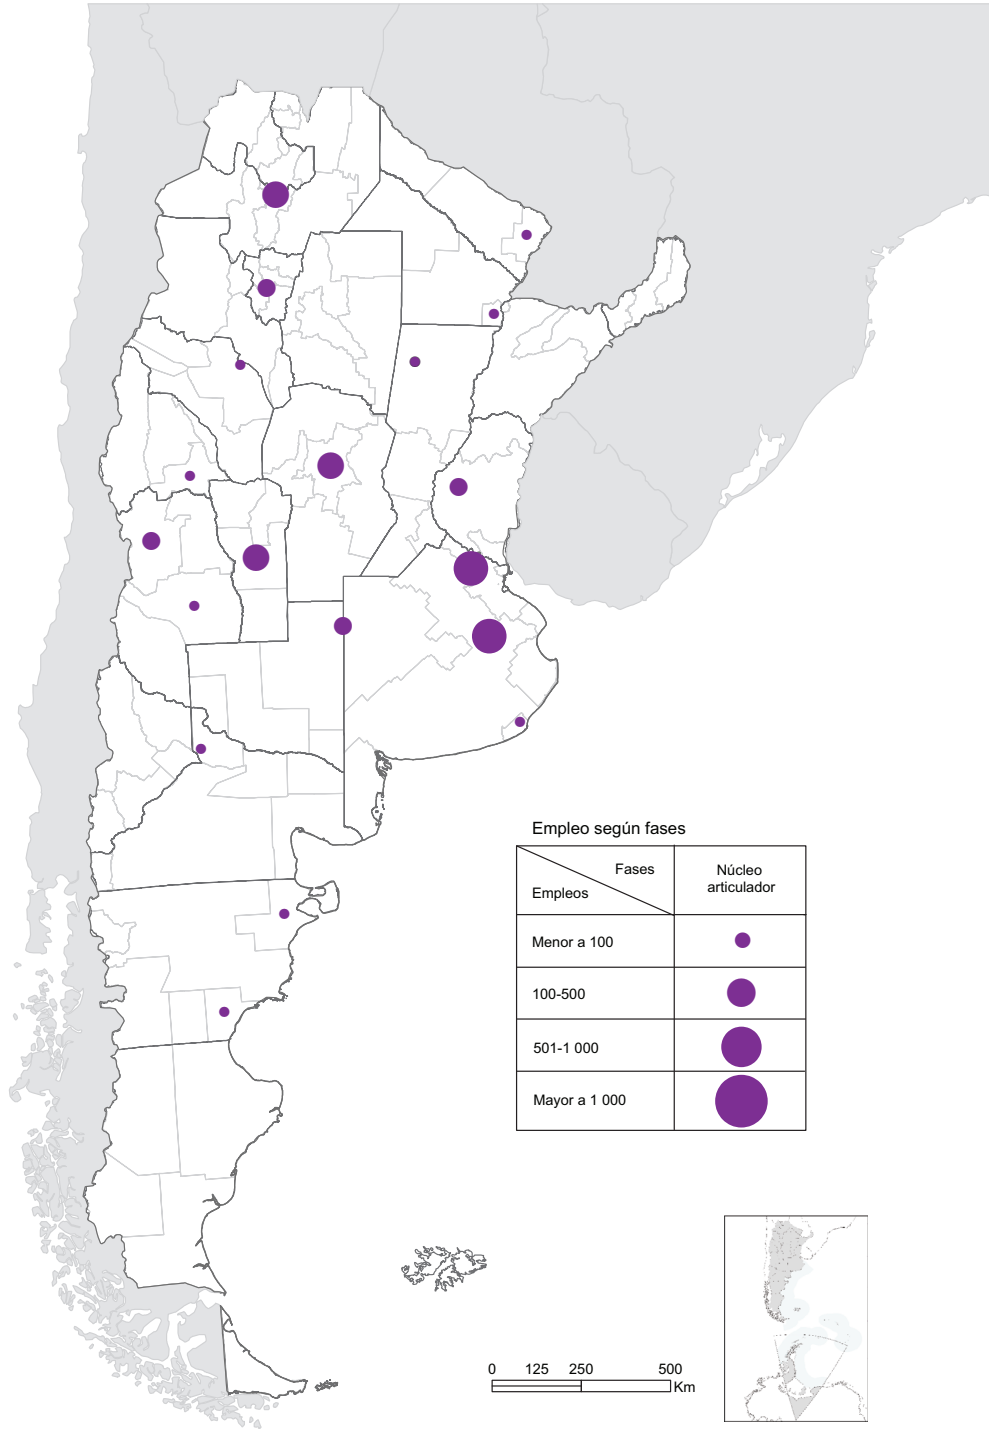 Empleo según fases
Fases
Empleos
Núcleo
articulador
Menor a 100
100-500
501-1 000
Mayor a 1 000
0 125 250 500
Km